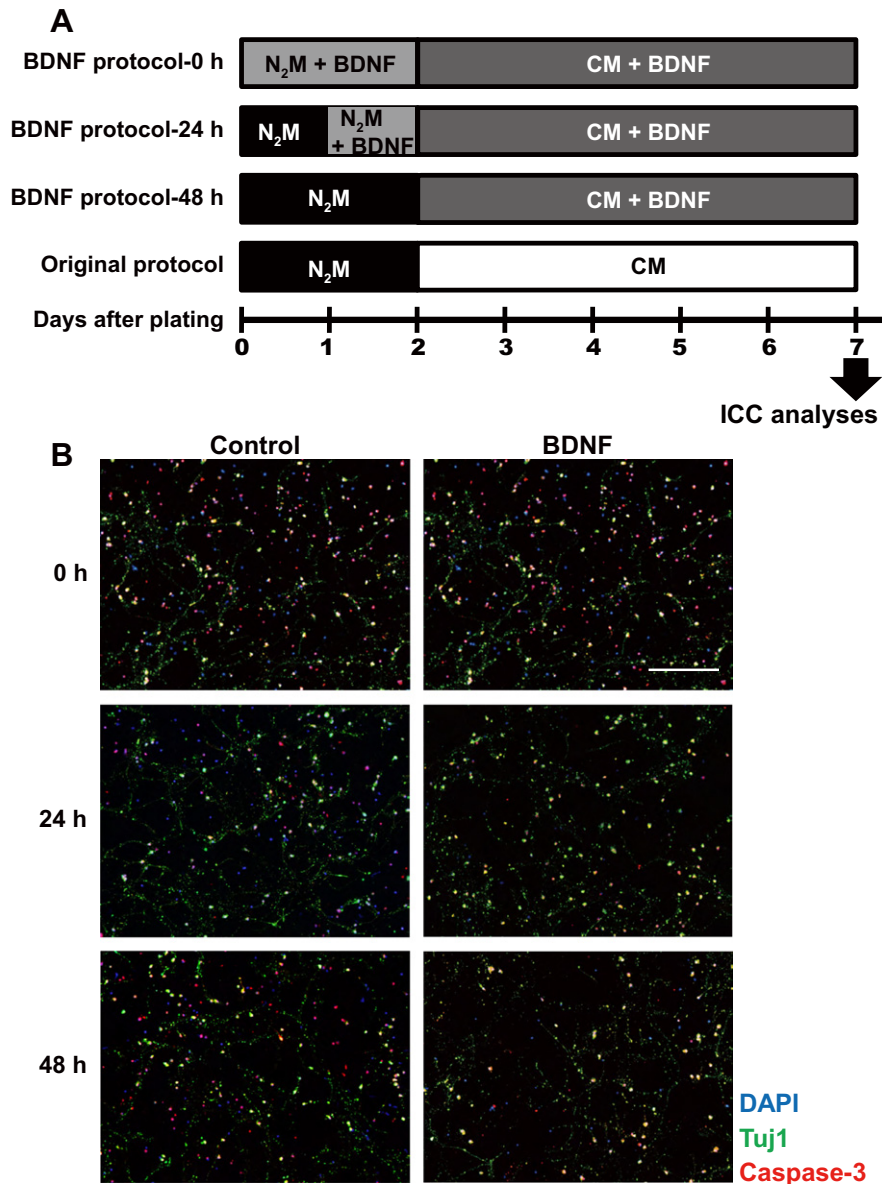 A
BDNF protocol-0 h
N₂M + BDNF
CM + BDNF
BDNF protocol-24 h
N₂M
N₂M
+ BDNF
CM + BDNF
BDNF protocol-48 h
N₂M
CM + BDNF
Original protocol
N₂M
CM
Days after plating
0 1 2 3 4 5 6 7
ICC analyses
B
Control
BDNF
0 h
24 h
48 h
DAPI
Tuj1
Caspase-3